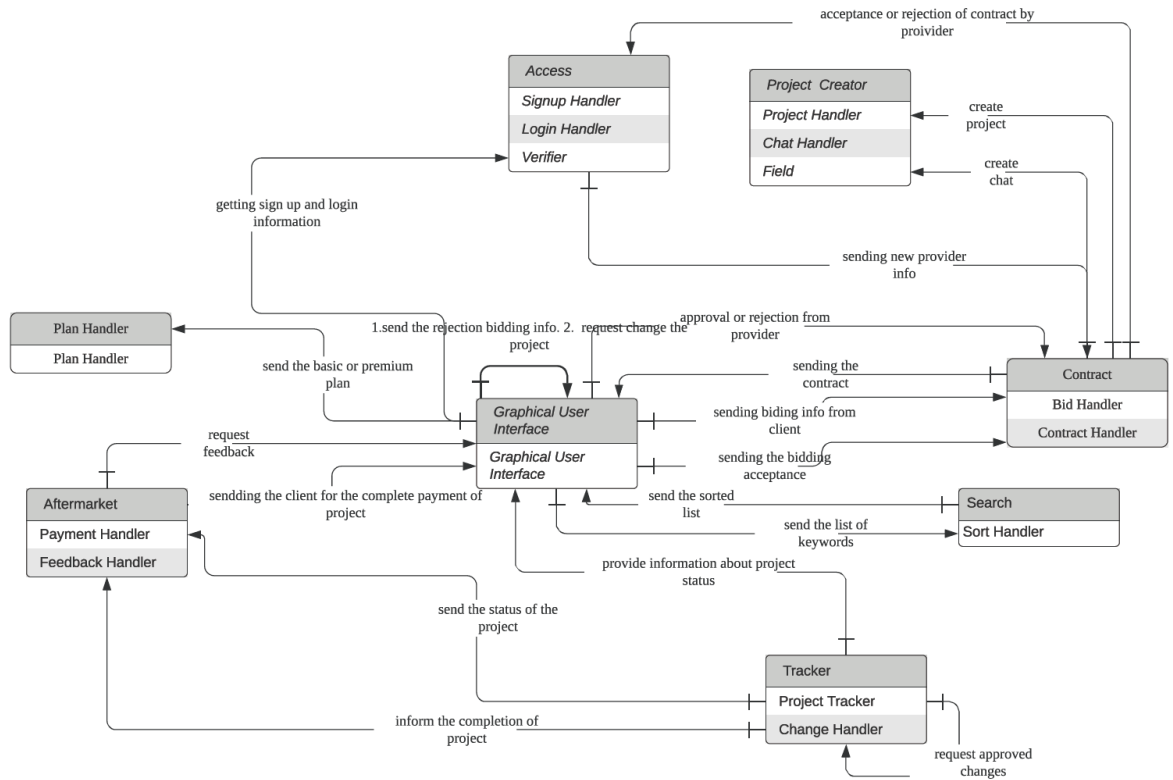 acceptance or rejection of contract by
proivider
Access
Signup Handler
Login Handler
Verifier
Project Creator
Project Handler
Chat Handler
Field
create
project
create
chat
getting sign up and login
information
sending new provider
info
Plan Handler
Plan Handler
1.send the rejection bidding info. 2. request change the
project
approval or rejection from
provider
send the basic or premium
plan
sending the
contract
Contract
Bid Handler
Contract Handler
Graphical User
Interface
Graphical User
Interface
sending biding info from
client
request
feedback
sending the bidding
acceptance
Aftermarket
Payment Handler
Feedback Handler
sendding the client for the complete payment of
project
send the sorted
list
Search
Sort Handler
send the list of
keywords
provide information about project
status
send the status of the
project
Tracker
Project Tracker
Change Handler
inform the completion of
project
request approved
changes